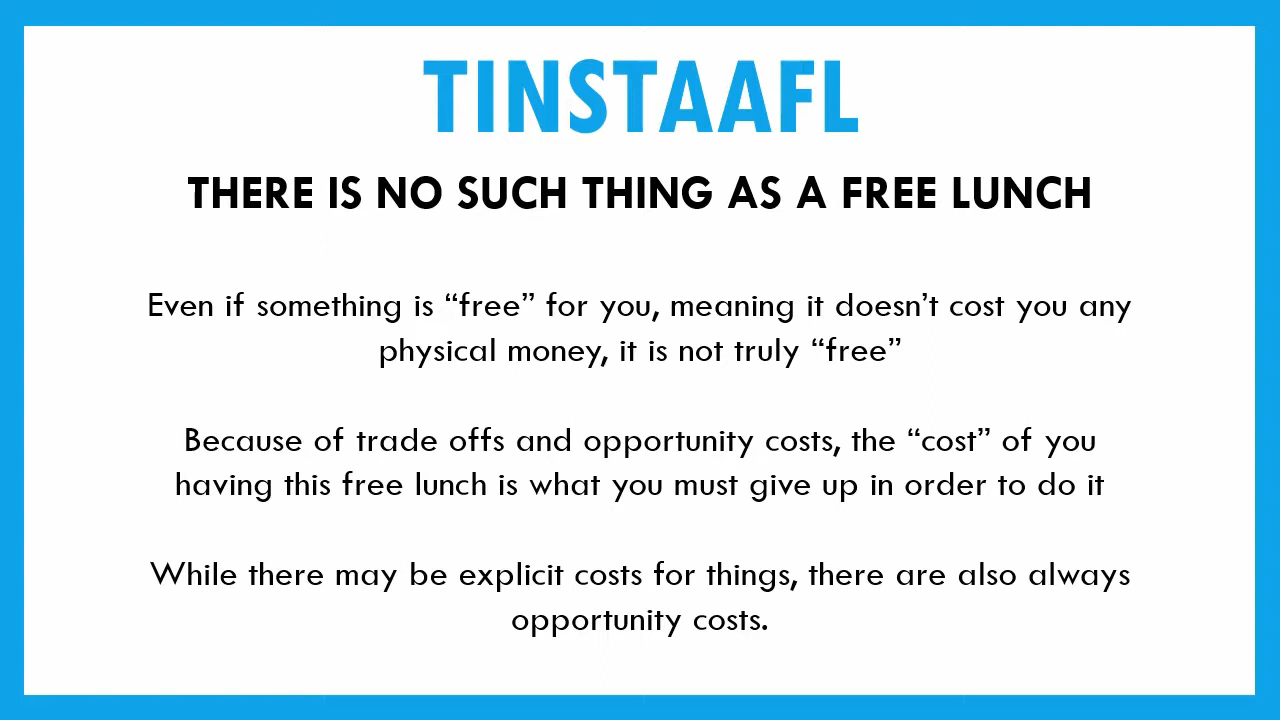 TINSTAAFL
THERE IS NO SUCH THING AS A FREE LUNCH
Even if something is “free” for you, meaning it doesn’t cost you any
physical money, it is not truly “free”
Because of trade offs and opportunity costs, the “cost” of you
having this free lunch is what you must give up in order to do it
While there may be explicit costs for things, there are also always
opportunity costs.